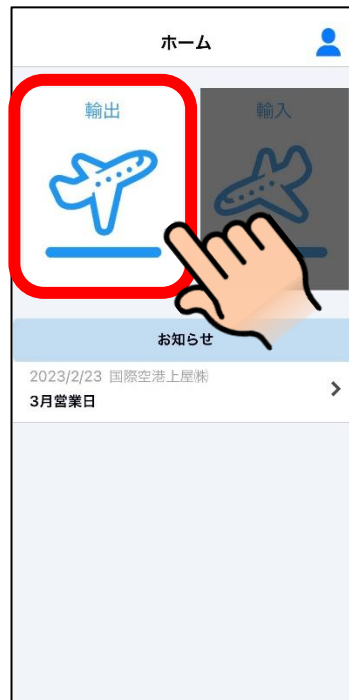 ホーム
輸出
輸入
お知らせ
2023/2/23 国際空港上屋㈱
3月営業日